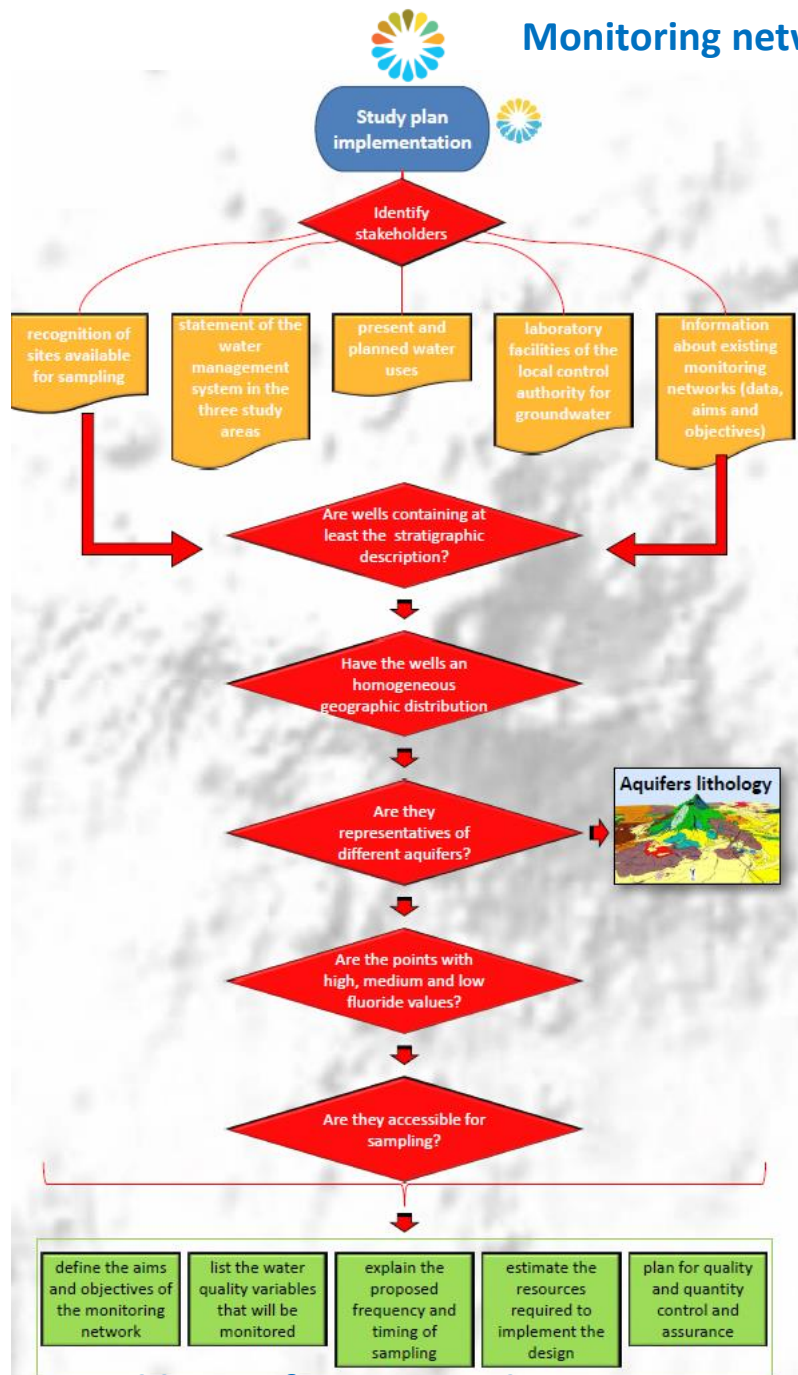 Monitoring
Study plan
implementation
Identify
stakeholders
recognition of
sites available
for sampling
statement of the
water
management
system in the
three study
areas
present and
planned water
uses
laboratory
facilities of the
local control
authority for
groundwater
Information
about existing
monitoring
networks (data,
aims and
objectives)
Are wells containing at
least the stratigraphic
description?
Have the wells an
homogeneous
geographic distribution
Are they
representatives of
different aquifers?
Aquifers lithology
Are the points with
high, medium and low
fluoride values?
Are they accessible for
sampling?
define the aims
and objectives of
the monitoring
network
list the water
quality variables
that will be
monitored
explain the
proposed
frequency and
timing of
sampling
estimate the
resources
required to
implement the
design
plan for quality
and quantity
control and
assurance